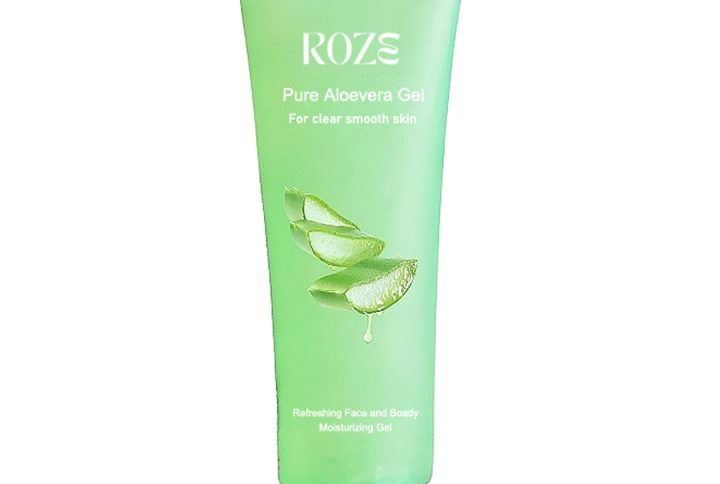 ROZE
Pure Aloevera Gel
For clear smooth skin
Refreshing Face and Boady
Moisturizing Gel